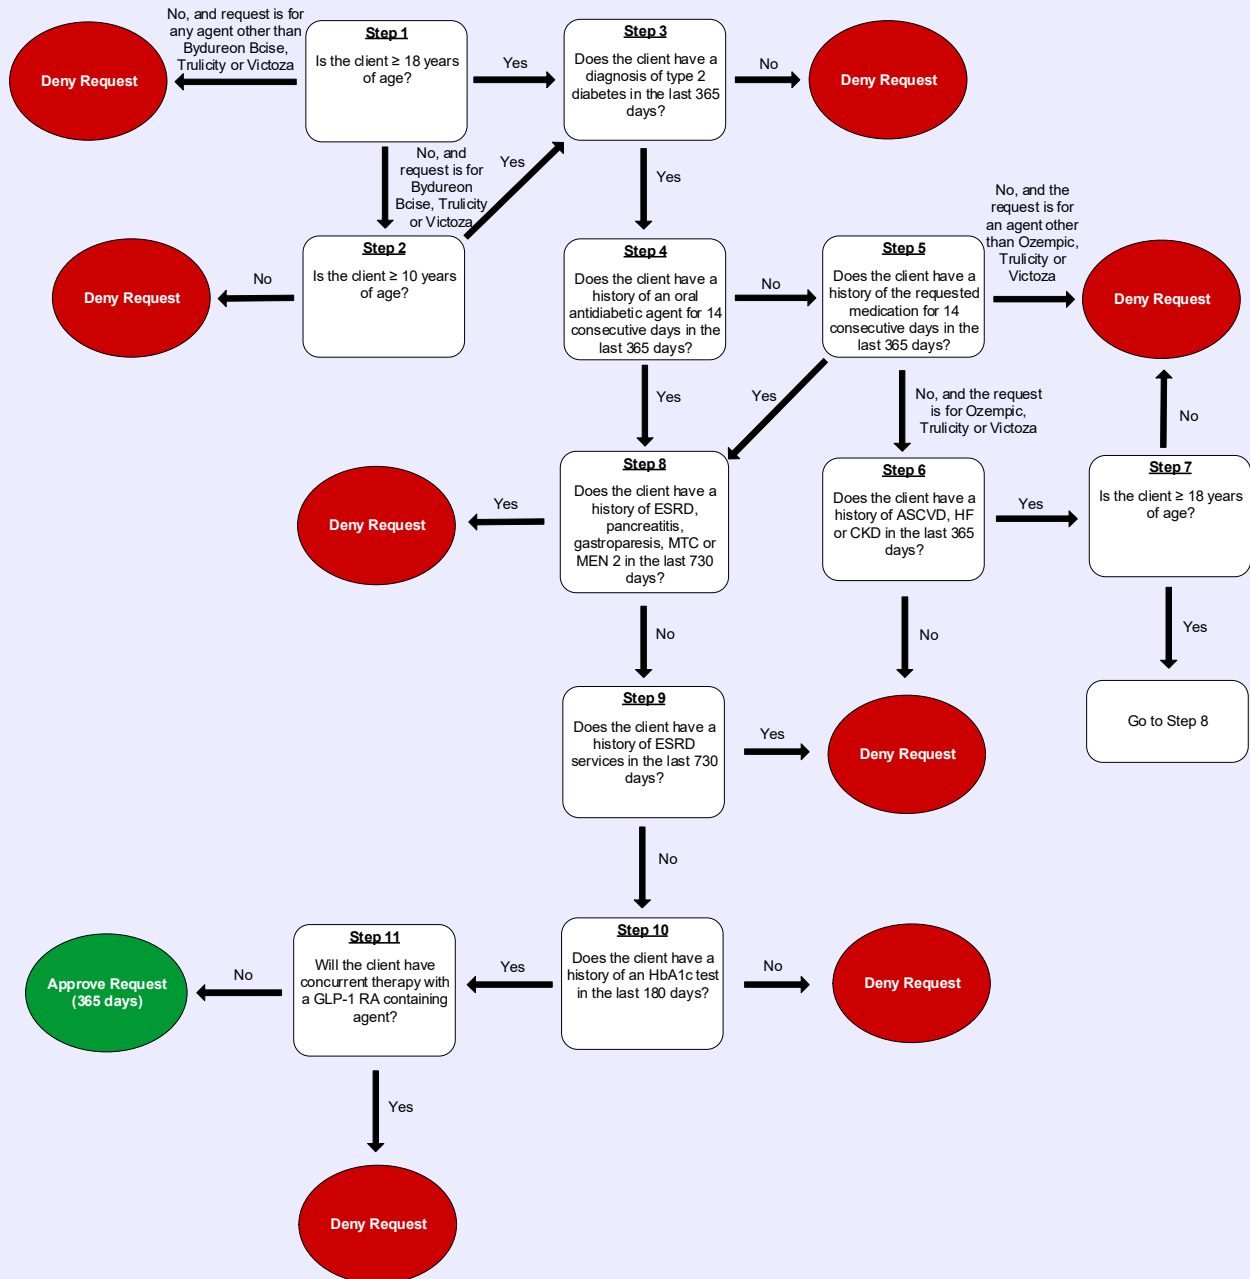 No, and request is for
any agent other than
Bydureon Bcise,
Trulicity or Victoza
Deny Request
Step 1
Is the client ≥ 18 years
of age?
Yes
Step 3
Does the client have a
diagnosis of type 2
diabetes in the last 365
days?
No
Deny Request
No, and
request is for
Bydureon
Bcise, Trulicity
or Victoza
Yes
Yes
Step 2
Is the client ≥ 10 years
of age?
No
Deny Request
Step 4
Does the client have a
history of an oral
antidiabetic agent for 14
consecutive days in the
last 365 days?
No
Step 5
Does the client have a
history of the requested
medication for 14
consecutive days in the
last 365 days?
No, and the
request is for
an agent other
than Ozempic,
Trulicity or
Victoza
Deny Request
Yes
Yes
No, and the request
is for Ozempic,
Trulicity or Victoza
No
Step 8
Does the client have a
history of ESRD,
pancreatitis,
gastroparesis, MTC or
MEN 2 in the last 730
days?
Yes
Deny Request
Step 6
Does the client have a
history of ASCVD, HF
or CKD in the last 365
days?
Yes
Step 7
Is the client ≥ 18 years
of age?
No
No
Yes
Go to Step 8
Step 9
Does the client have a
history of ESRD
services in the last 730
days?
Yes
Deny Request
No
Step 10
Does the client have a
history of an HbA1c test
in the last 180 days?
No
Deny Request
Yes
Step 11
Will the client have
concurrent therapy with
a GLP-1 RA containing
agent?
No
Approve Request
(365 days)
Yes
Deny Request